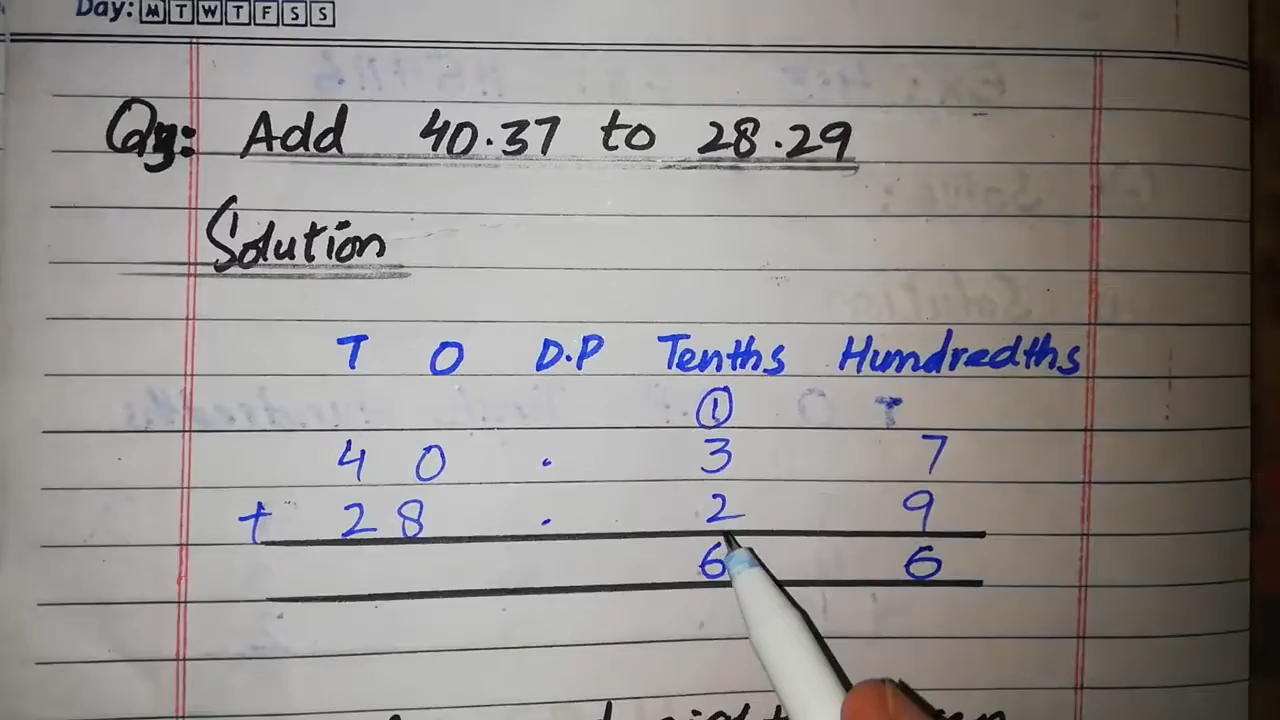 Day: M T W T F S S
Q3: Add 40.37 to 28.29
Solution
T O D.P Tenths Hundredths
1
4 0 . 3 7
+ 2 8 . 2 9
6 6